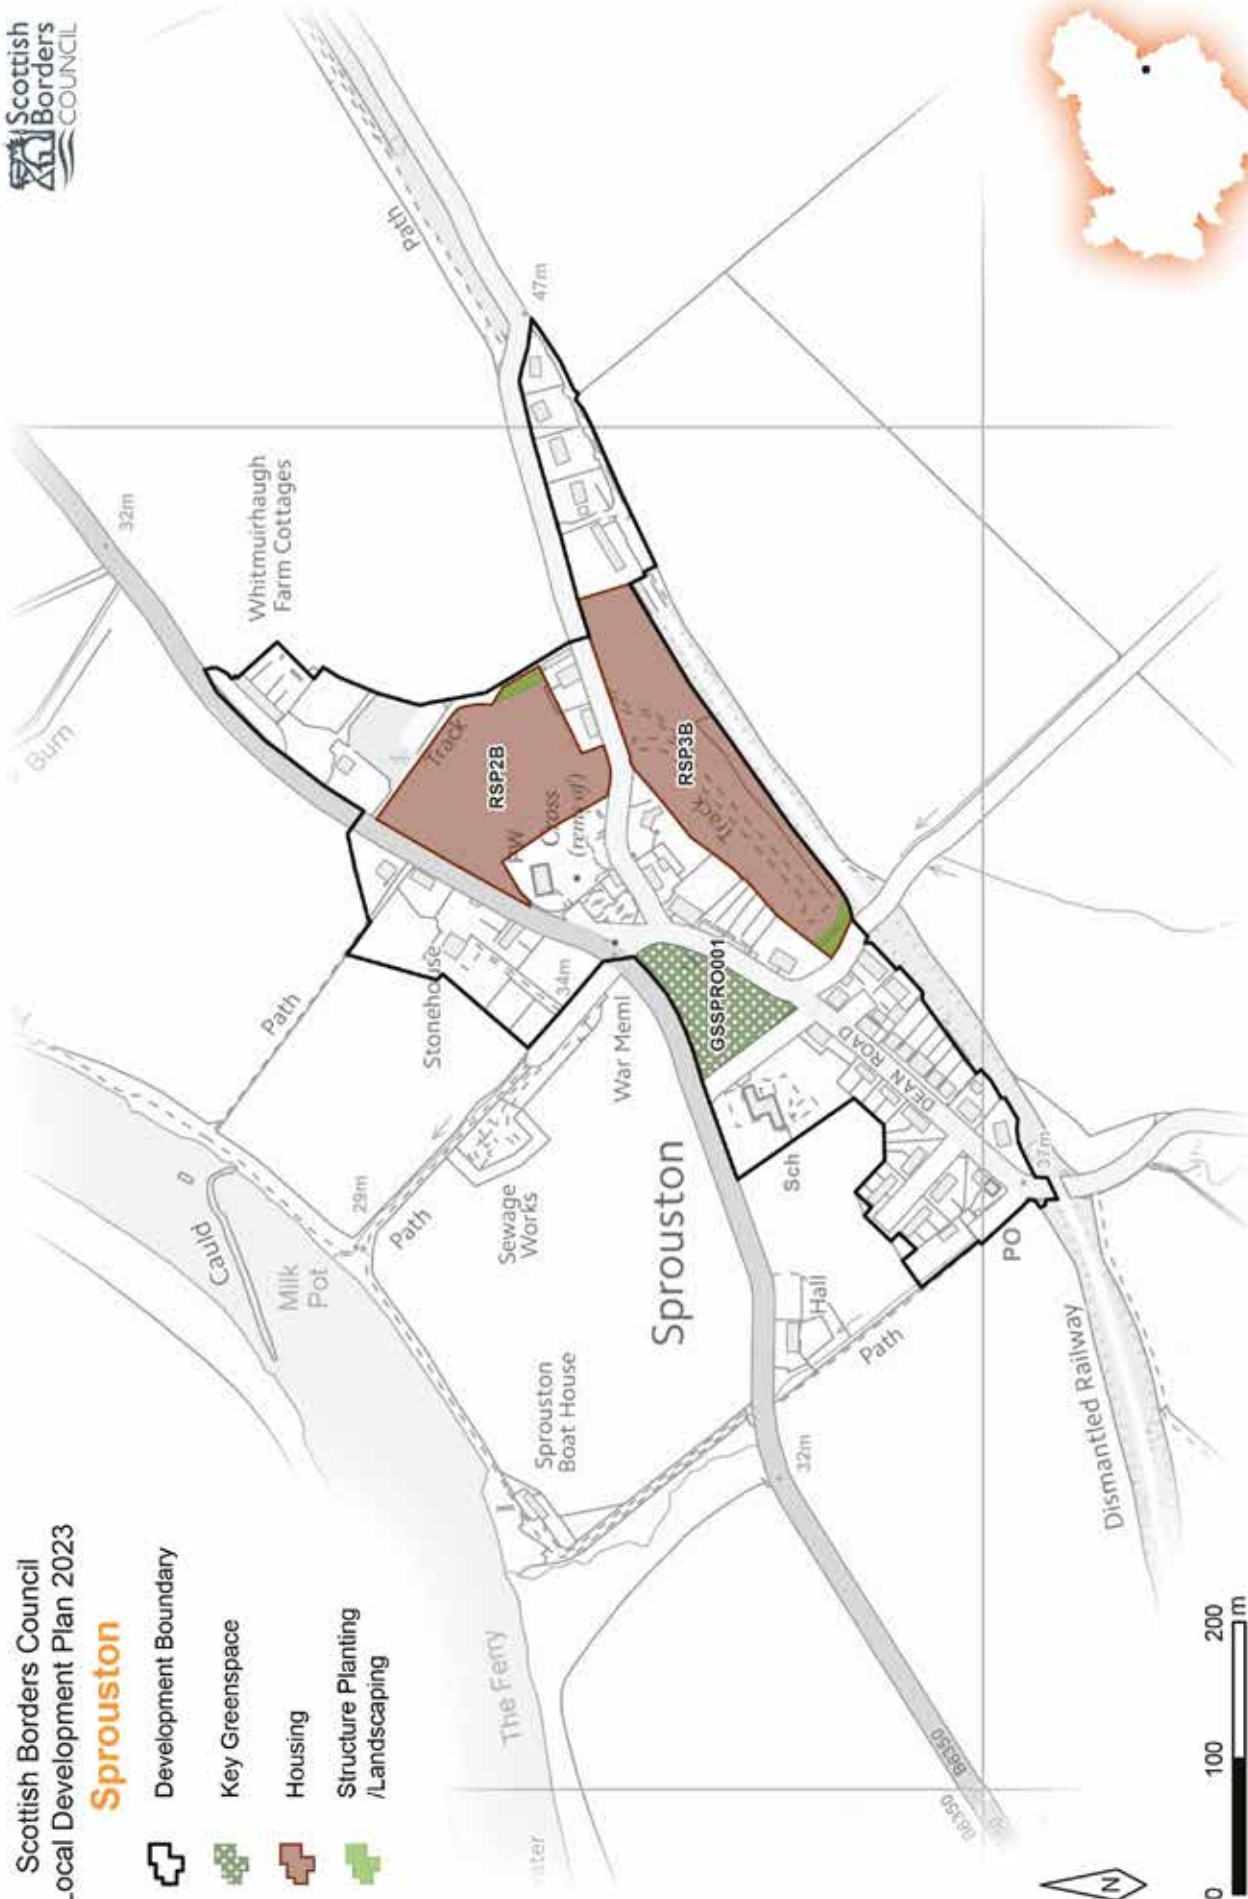 Scottish Borders Council
Local Development Plan 2023
Sprouston
Development Boundary
Key Greenspace
Housing
Structure Planting
/Landscaping
Scottish
Borders
COUNCIL
Burn
32m
Whitmuirhaugh
Farm Cottages
Path
47m
Track
RSP2B
Cross
(rems of)
PW
RSP3B
Track
Path
Stonehouse
34m
War Meml
GSSPRO001
Cauld
Milk
Pot
29m
Path
Sewage
Works
Sprouston
Sch
DEAN ROAD
37m
PO
Hall
Path
Sprouston
Boat House
32m
The Ferry
Dismantled Railway
B6350
B6350
N
0 100 200
m